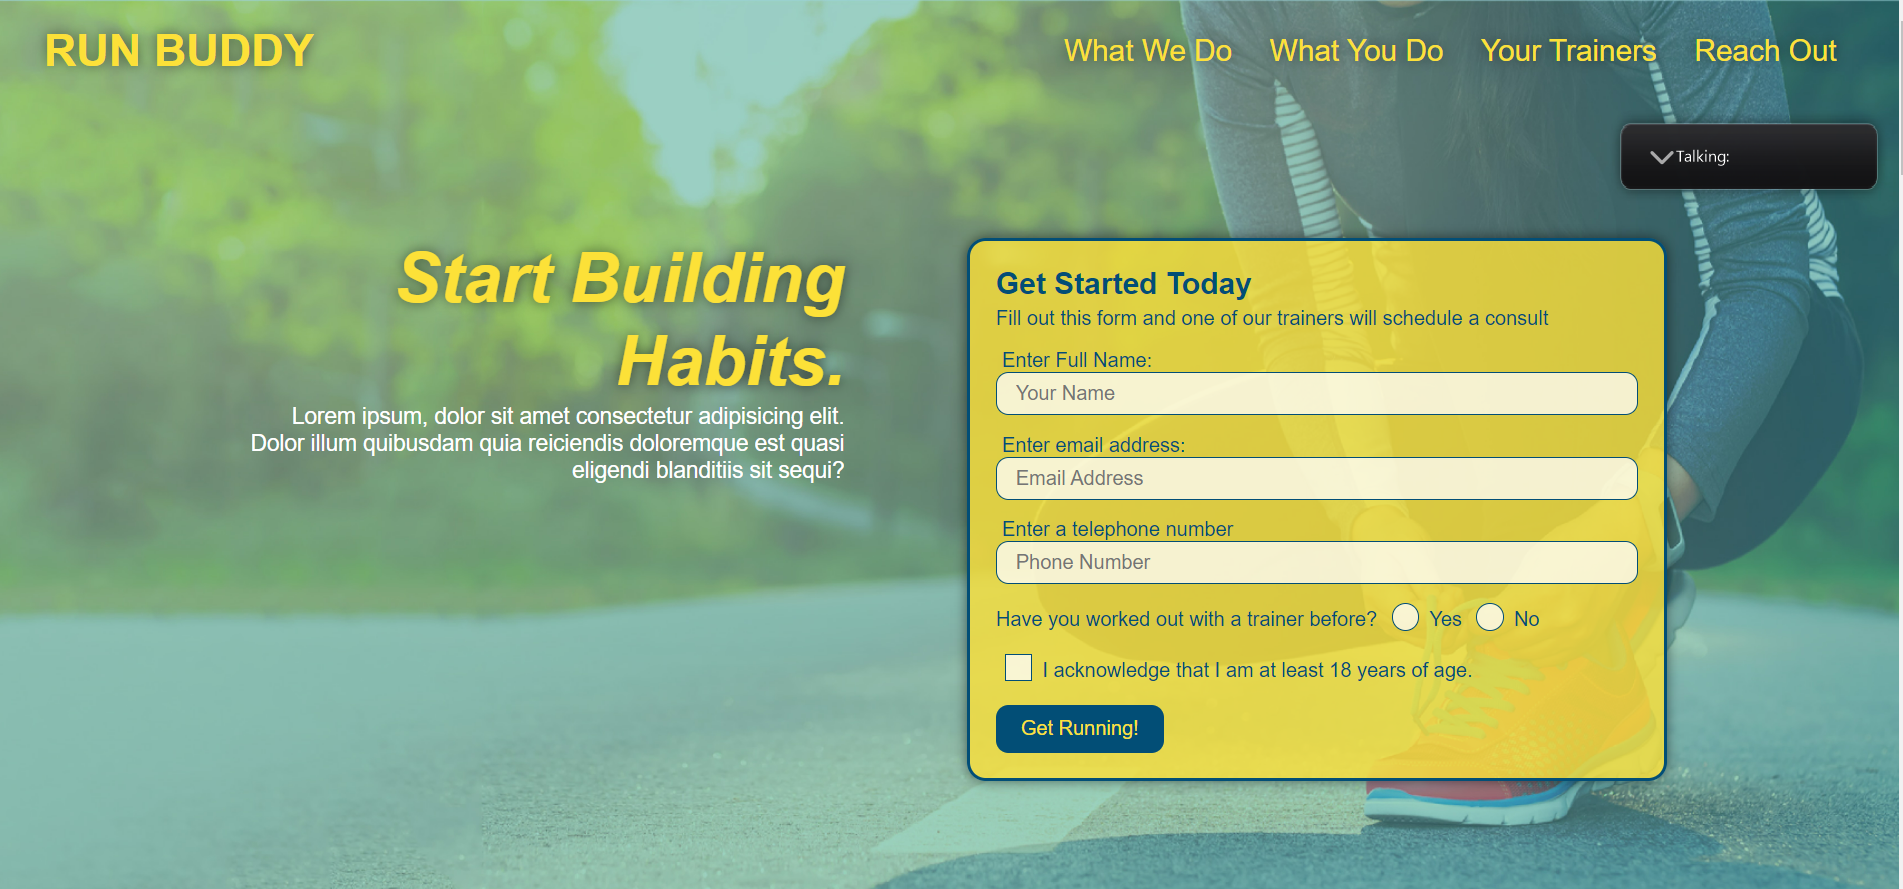 RUN BUDDY
What We Do
What You Do
Your Trainers
Reach Out
Talking:
Start Building
Habits.
Lorem ipsum, dolor sit amet consectetur adipisicing elit.
Dolor illum quibusdam quia reiciendis doloremque est quasi
eligendi blanditiis sit sequi?
Get Started Today
Fill out this form and one of our trainers will schedule a consult
Enter Full Name:
Your Name
Enter email address:
Email Address
Enter a telephone number
Phone Number
Have you worked out with a trainer before? Yes No
I acknowledge that I am at least 18 years of age.
Get Running!